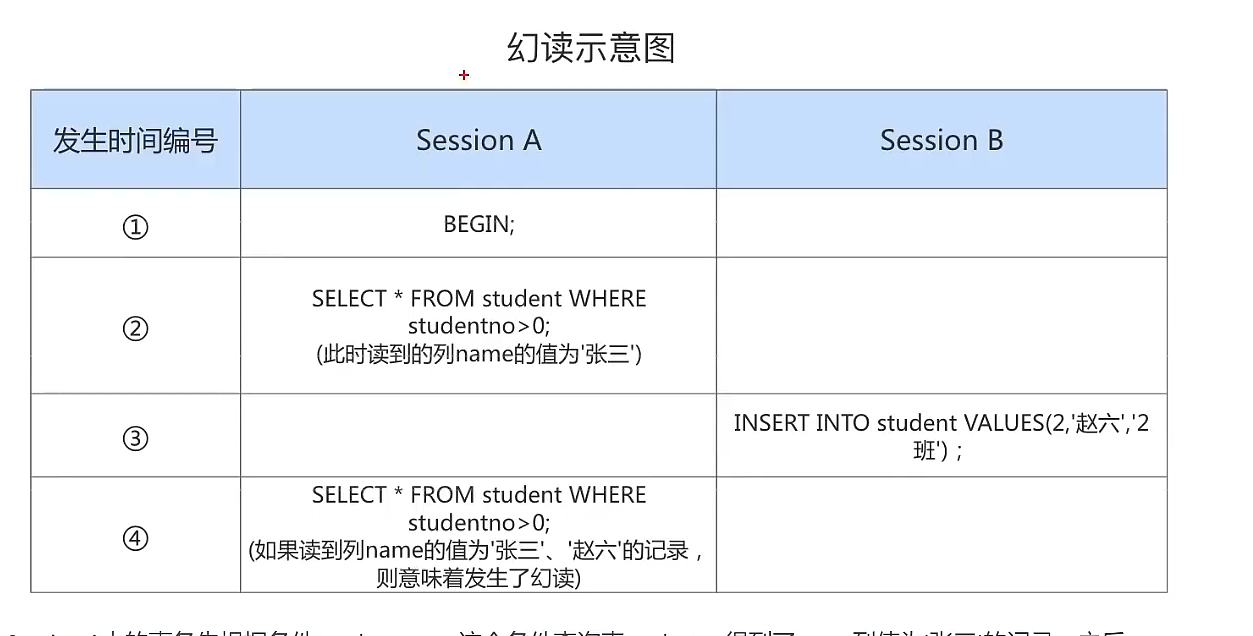 幻读示意图
发生时间编号
Session A
Session B
①
BEGIN;
②
SELECT * FROM student WHERE
studentno>0;
(此时读到的列name的值为'张三')
③
INSERT INTO student VALUES(2,'赵六','2
班') ;
④
SELECT * FROM student WHERE
studentno>0;
(如果读到列name的值为'张三'、'赵六'的记录，
则意味着发生了幻读)